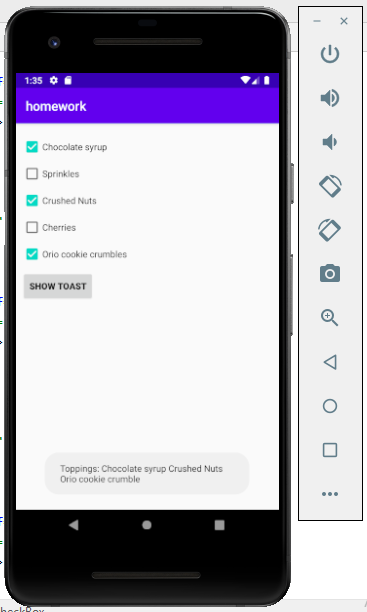 1:35
homework
Chocolate syrup
Sprinkles
Crushed Nuts
Cherries
Orio cookie crumbles
SHOW TOAST
Toppings: Chocolate syrup Crushed Nuts
Orio cookie crumble